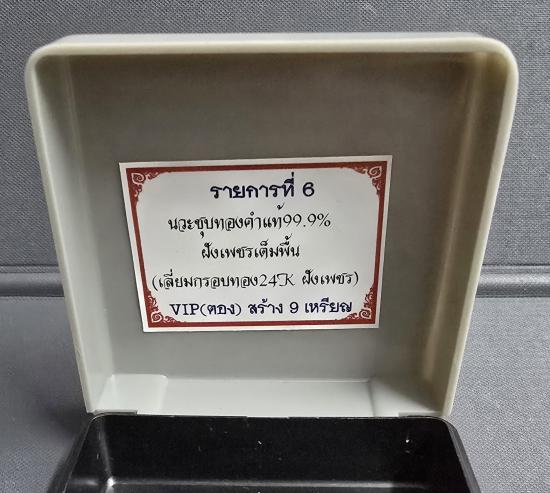 รายการที่ 6
นวะชุบทองคำแท้99.9%
ฝังเพชรเต็มพื้น
(เลี่ยมกรอบทอง24K ฝังเพชร)
VIP(ตอง) สร้าง 9 เหรียญ